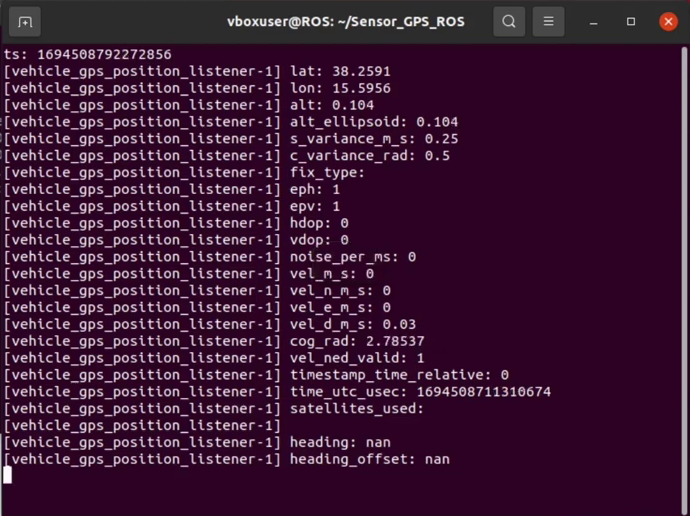 vboxuser@ROS: ~/Sensor_GPS_ROS
ts: 1694508792272856
[vehicle_gps_position_listener-1] lat: 38.2591
[vehicle_gps_position_listener-1] lon: 15.5956
[vehicle_gps_position_listener-1] alt: 0.104
[vehicle_gps_position_listener-1] alt_ellipsoid: 0.104
[vehicle_gps_position_listener-1] s_variance_m_s: 0.25
[vehicle_gps_position_listener-1] c_variance_rad: 0.5
[vehicle_gps_position_listener-1] fix_type:
[vehicle_gps_position_listener-1] eph: 1
[vehicle_gps_position_listener-1] epv: 1
[vehicle_gps_position_listener-1] hdop: 0
[vehicle_gps_position_listener-1] vdop: 0
[vehicle_gps_position_listener-1] noise_per_ms: 0
[vehicle_gps_position_listener-1] vel_m_s: 0
[vehicle_gps_position_listener-1] vel_n_m_s: 0
[vehicle_gps_position_listener-1] vel_e_m_s: 0
[vehicle_gps_position_listener-1] vel_d_m_s: 0.03
[vehicle_gps_position_listener-1] cog_rad: 2.78537
[vehicle_gps_position_listener-1] vel_ned_valid: 1
[vehicle_gps_position_listener-1] timestamp_time_relative: 0
[vehicle_gps_position_listener-1] time_utc_usec: 1694508711310674
[vehicle_gps_position_listener-1] satellites_used:
[vehicle_gps_position_listener-1]
[vehicle_gps_position_listener-1] heading: nan
[vehicle_gps_position_listener-1] heading_offset: nan